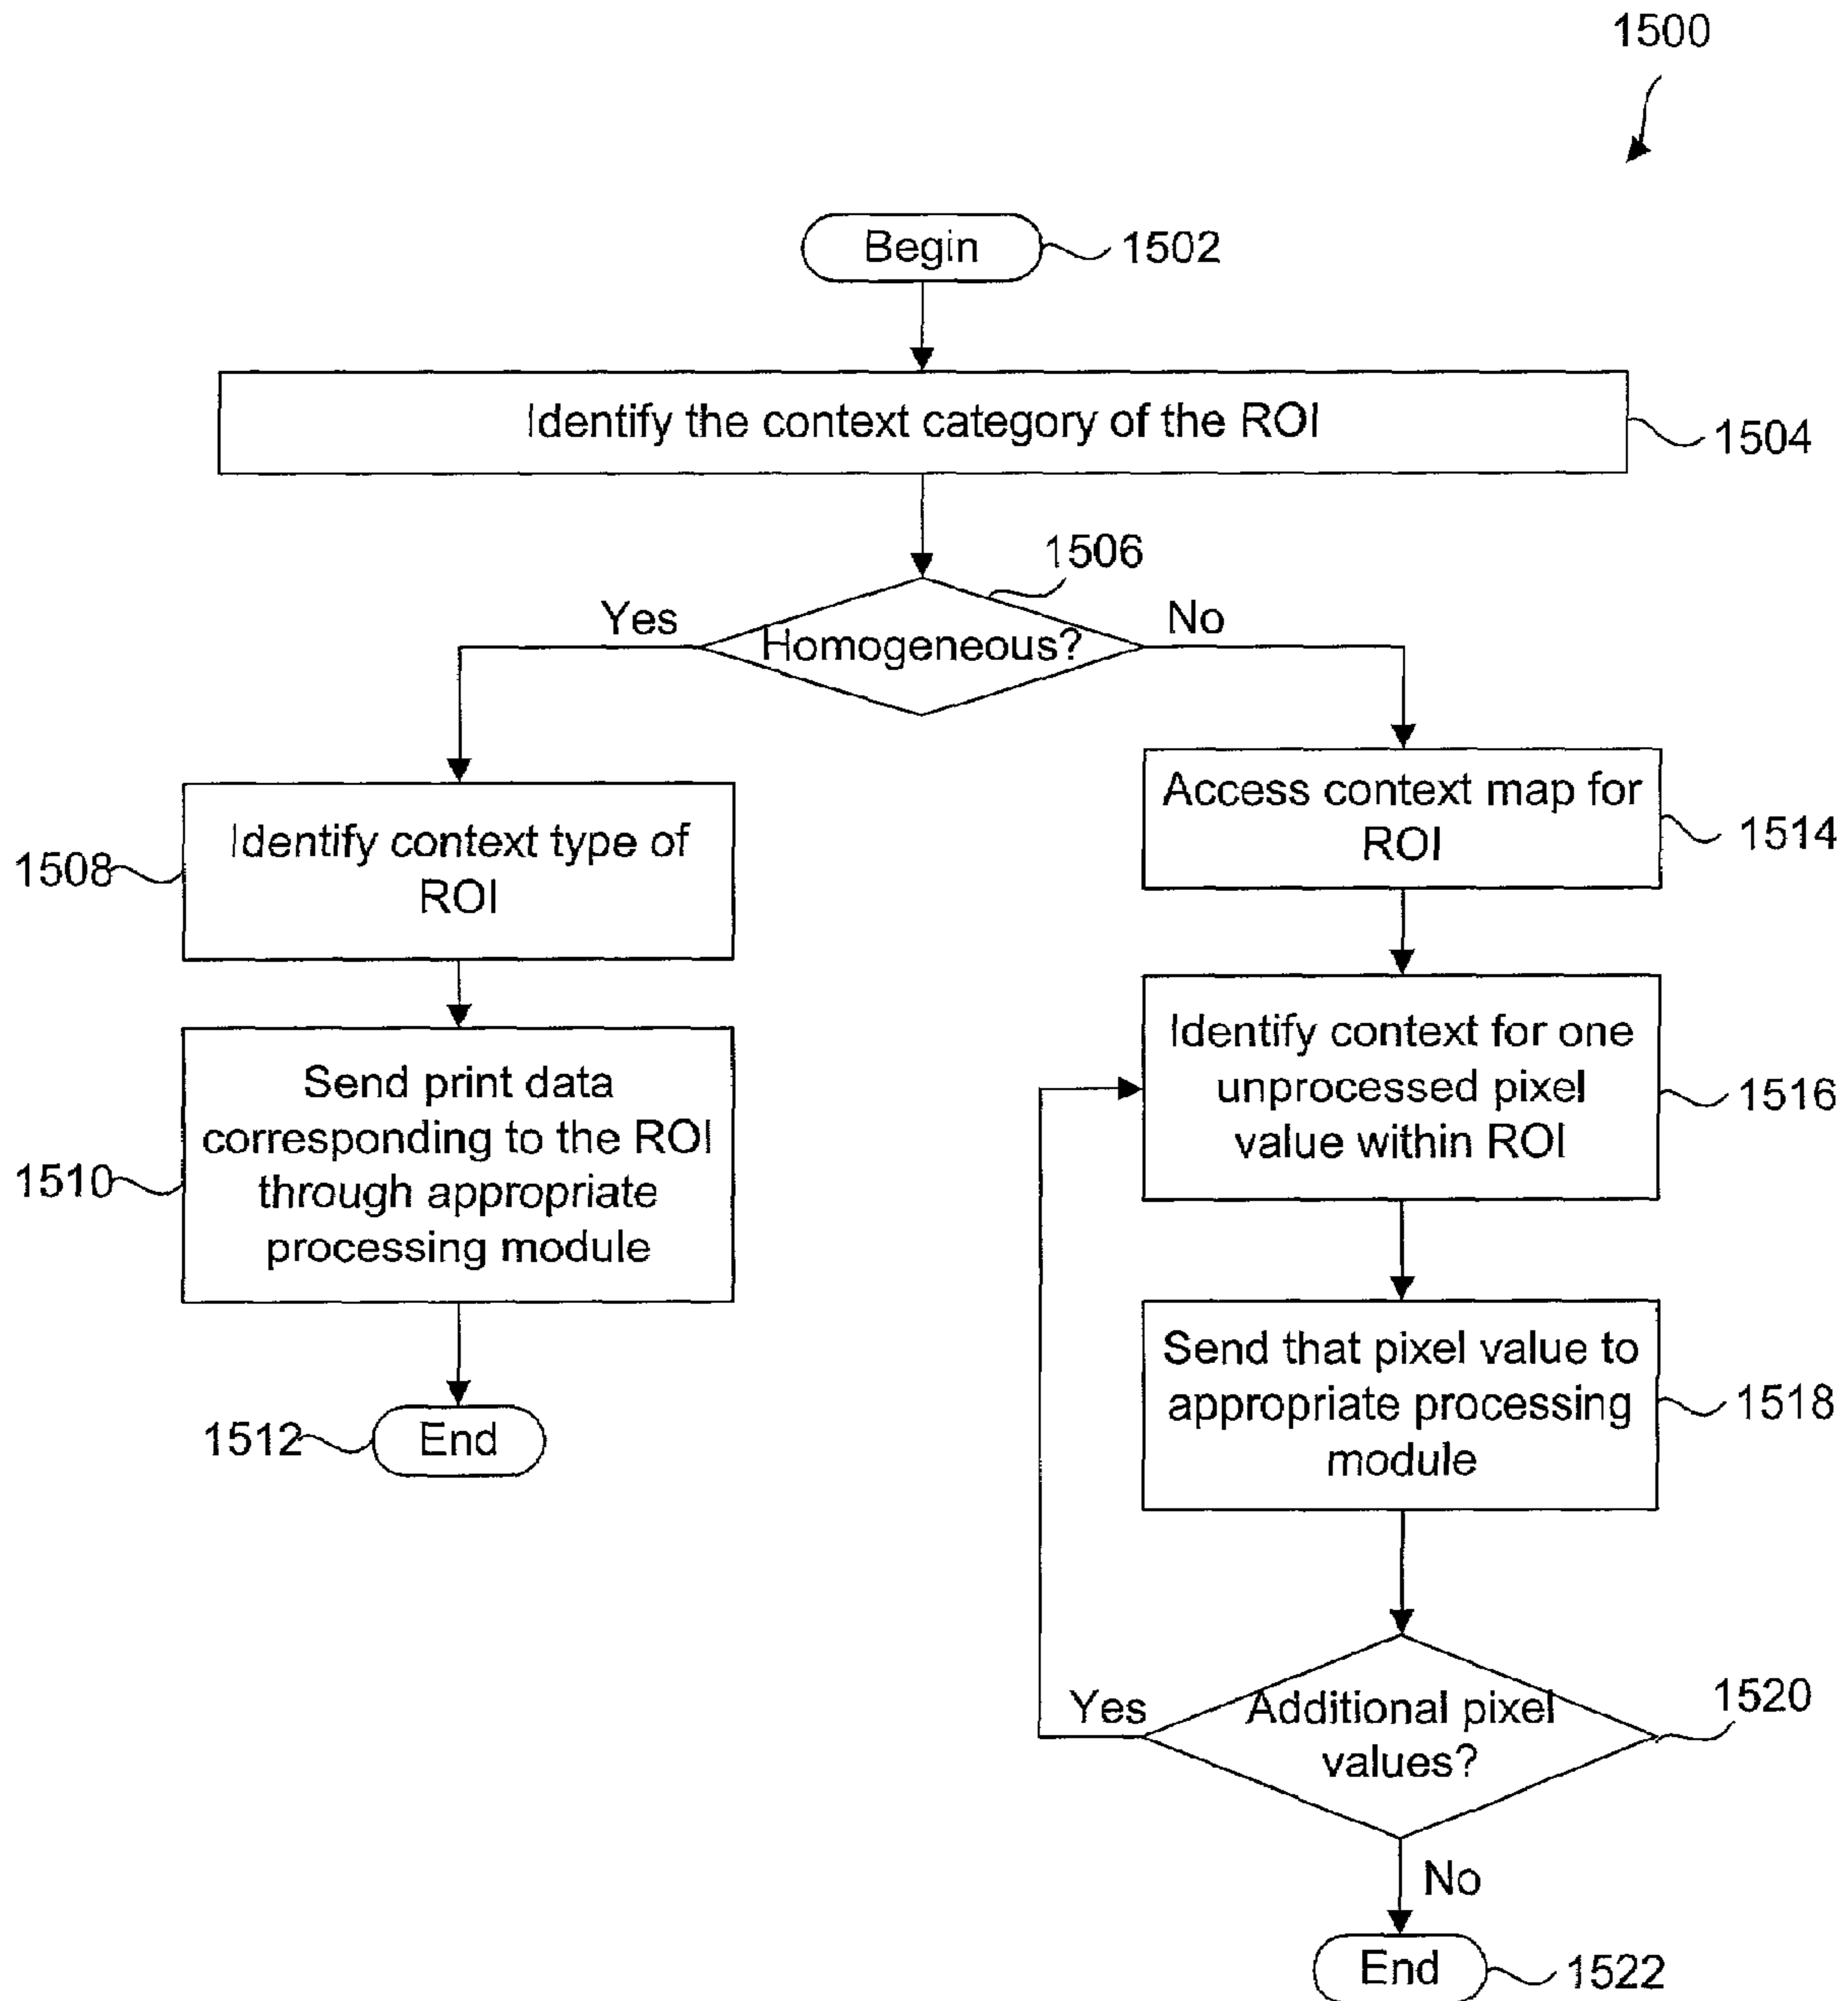 1500
Begin
1502
Identify the context category of the ROI
1504
1506
Yes
Homogeneous?
No
Identify context type of
ROI
1508
Send print data
corresponding to the ROI
through appropriate
processing module
1510
End
1512
Access context map for
ROI
1514
Identify context for one
unprocessed pixel
value within ROI
1516
Send that pixel value to
appropriate processing
module
1518
Yes
Additional pixel
values?
1520
No
End
1522